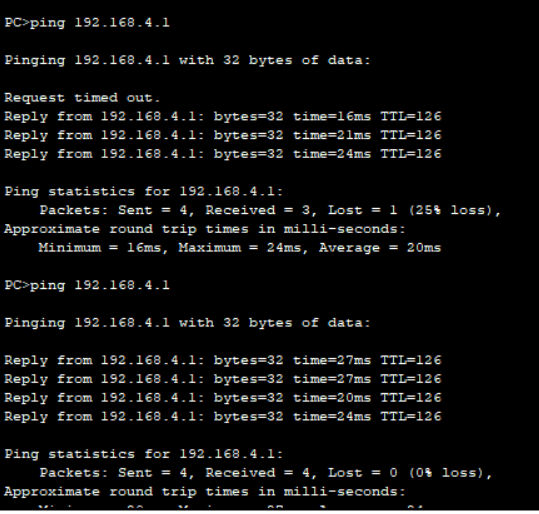 PC>ping 192.168.4.1
Pinging 192.168.4.1 with 32 bytes of data:
Request timed out.
Reply from 192.168.4.1: bytes=32 time=16ms TTL=126
Reply from 192.168.4.1: bytes=32 time=21ms TTL=126
Reply from 192.168.4.1: bytes=32 time=24ms TTL=126
Ping statistics for 192.168.4.1:
Packets: Sent = 4, Received = 3, Lost = 1 (25% loss),
Approximate round trip times in milli-seconds:
Minimum = 16ms, Maximum = 24ms, Average = 20ms
PC>ping 192.168.4.1
Pinging 192.168.4.1 with 32 bytes of data:
Reply from 192.168.4.1: bytes=32 time=27ms TTL=126
Reply from 192.168.4.1: bytes=32 time=27ms TTL=126
Reply from 192.168.4.1: bytes=32 time=20ms TTL=126
Reply from 192.168.4.1: bytes=32 time=24ms TTL=126
Ping statistics for 192.168.4.1:
Packets: Sent = 4, Received = 4, Lost = 0 (0% loss),
Approximate round trip times in milli-seconds: